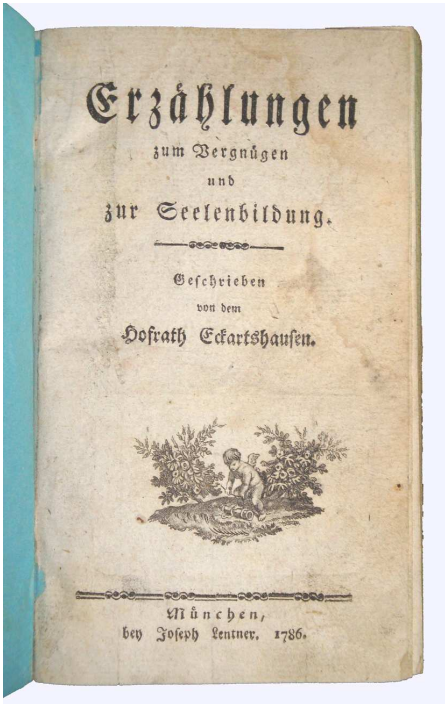 Erzählungen
zum Vergnügen
und
zur Seelenbildung.
Geschrieben
von dem
Hofrath Eckartshausen.
München,
bey Joseph Lentner. 1786.